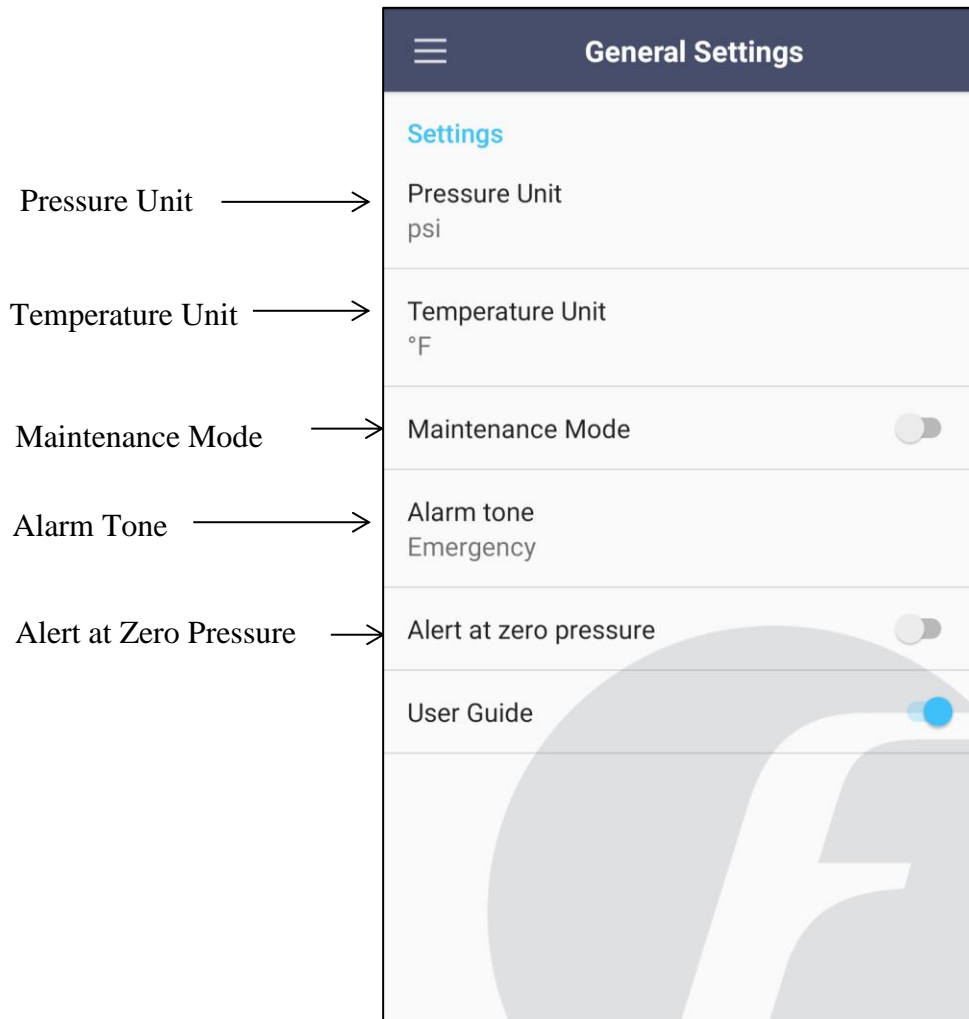 General Settings
Settings
Pressure Unit
Pressure Unit
psi
Temperature Unit
Temperature Unit
°F
Maintenance Mode
Maintenance Mode
Alarm Tone
Alarm tone
Emergency
Alert at Zero Pressure
Alert at zero pressure
User Guide